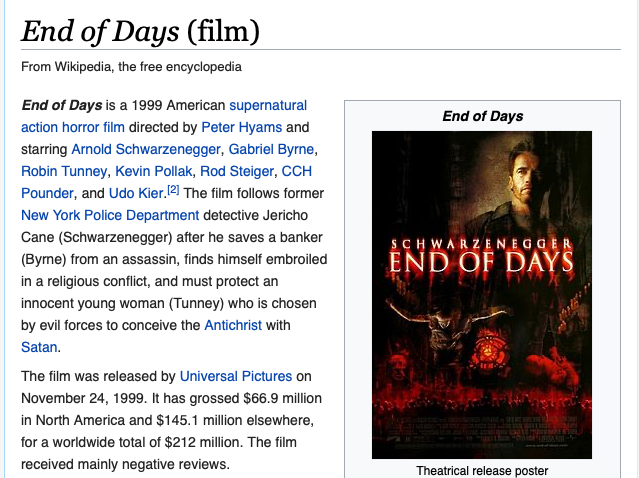 End of Days (film)
From Wikipedia, the free encyclopedia
End of Days is a 1999 American supernatural
action horror film directed by Peter Hyams and
starring Arnold Schwarzenegger, Gabriel Byrne,
Robin Tunney, Kevin Pollak, Rod Steiger, CCH
Pounder, and Udo Kier.[2] The film follows former
New York Police Department detective Jericho
Cane (Schwarzenegger) after he saves a banker
(Byrne) from an assassin, finds himself embroiled
in a religious conflict, and must protect an
innocent young woman (Tunney) who is chosen
by evil forces to conceive the Antichrist with
Satan.
The film was released by Universal Pictures on
November 24, 1999. It has grossed $66.9 million
in North America and $145.1 million elsewhere,
for a worldwide total of $212 million. The film
received mainly negative reviews.
End of Days
SCHWARZENEGGER
END OF DAYS
Theatrical release poster